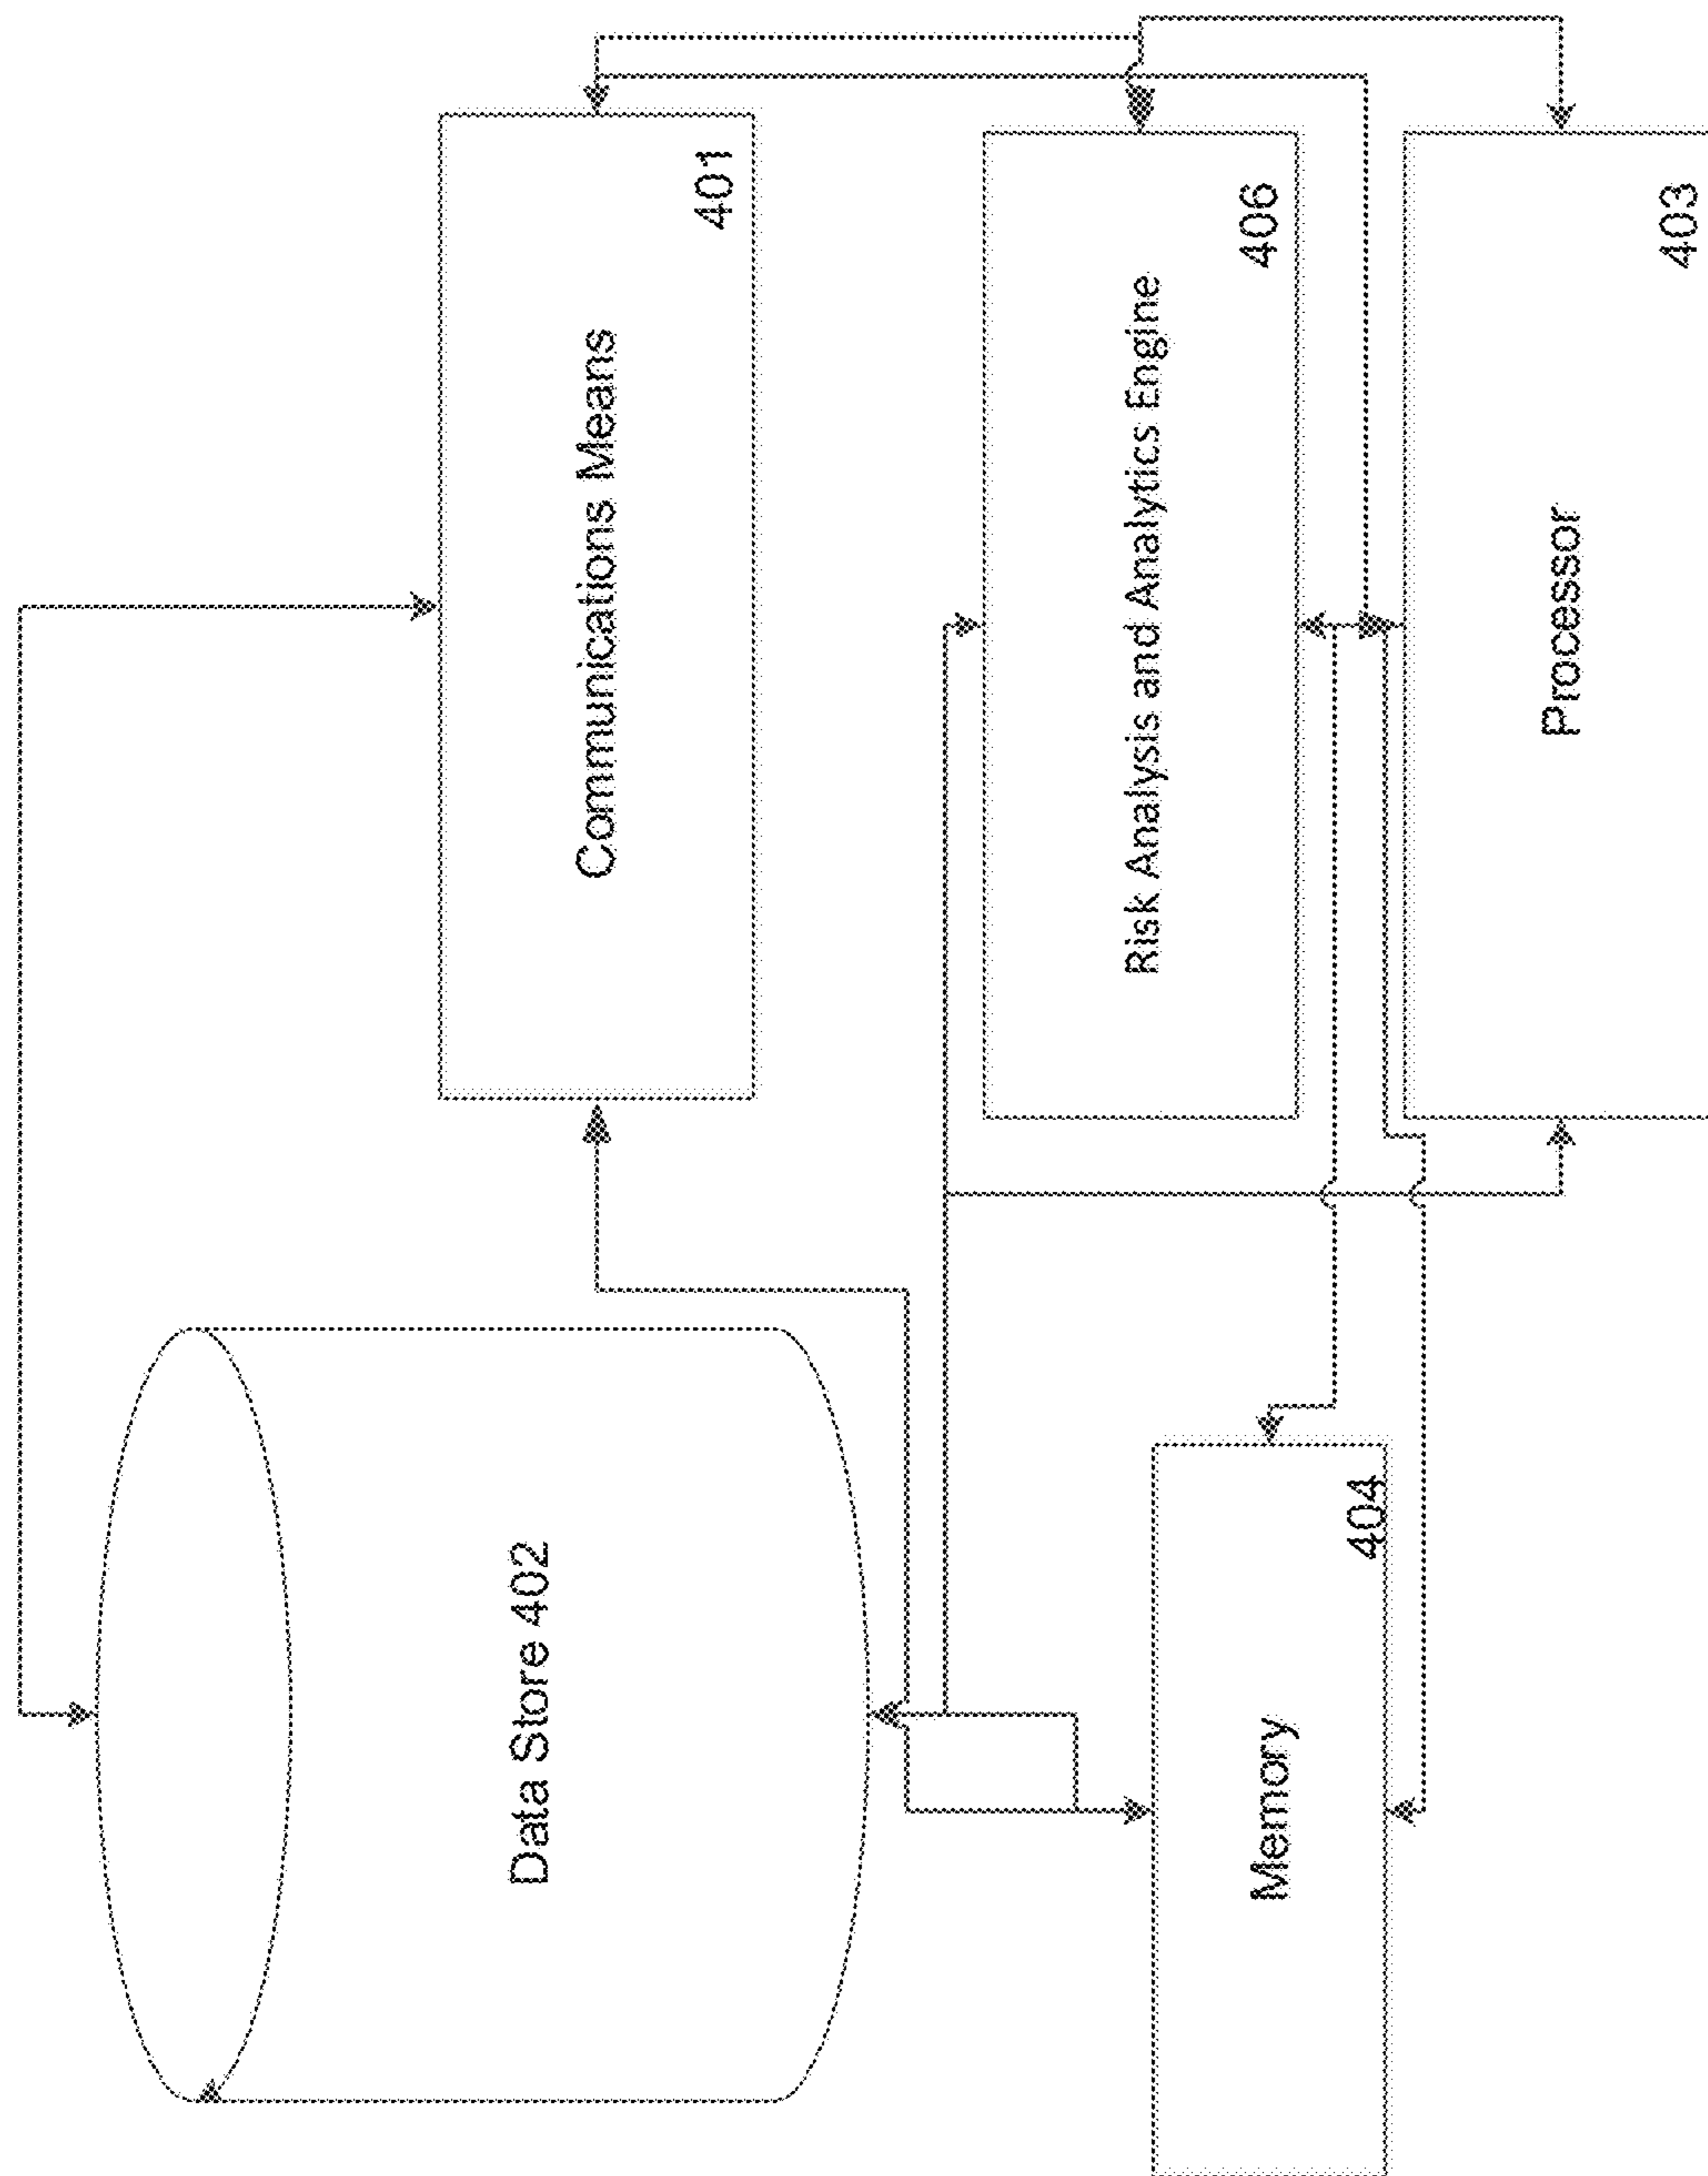 Communications Means
401
Data Store 402
Risk Analysis and Analytics Engine
406
Memory
404
Processor
403